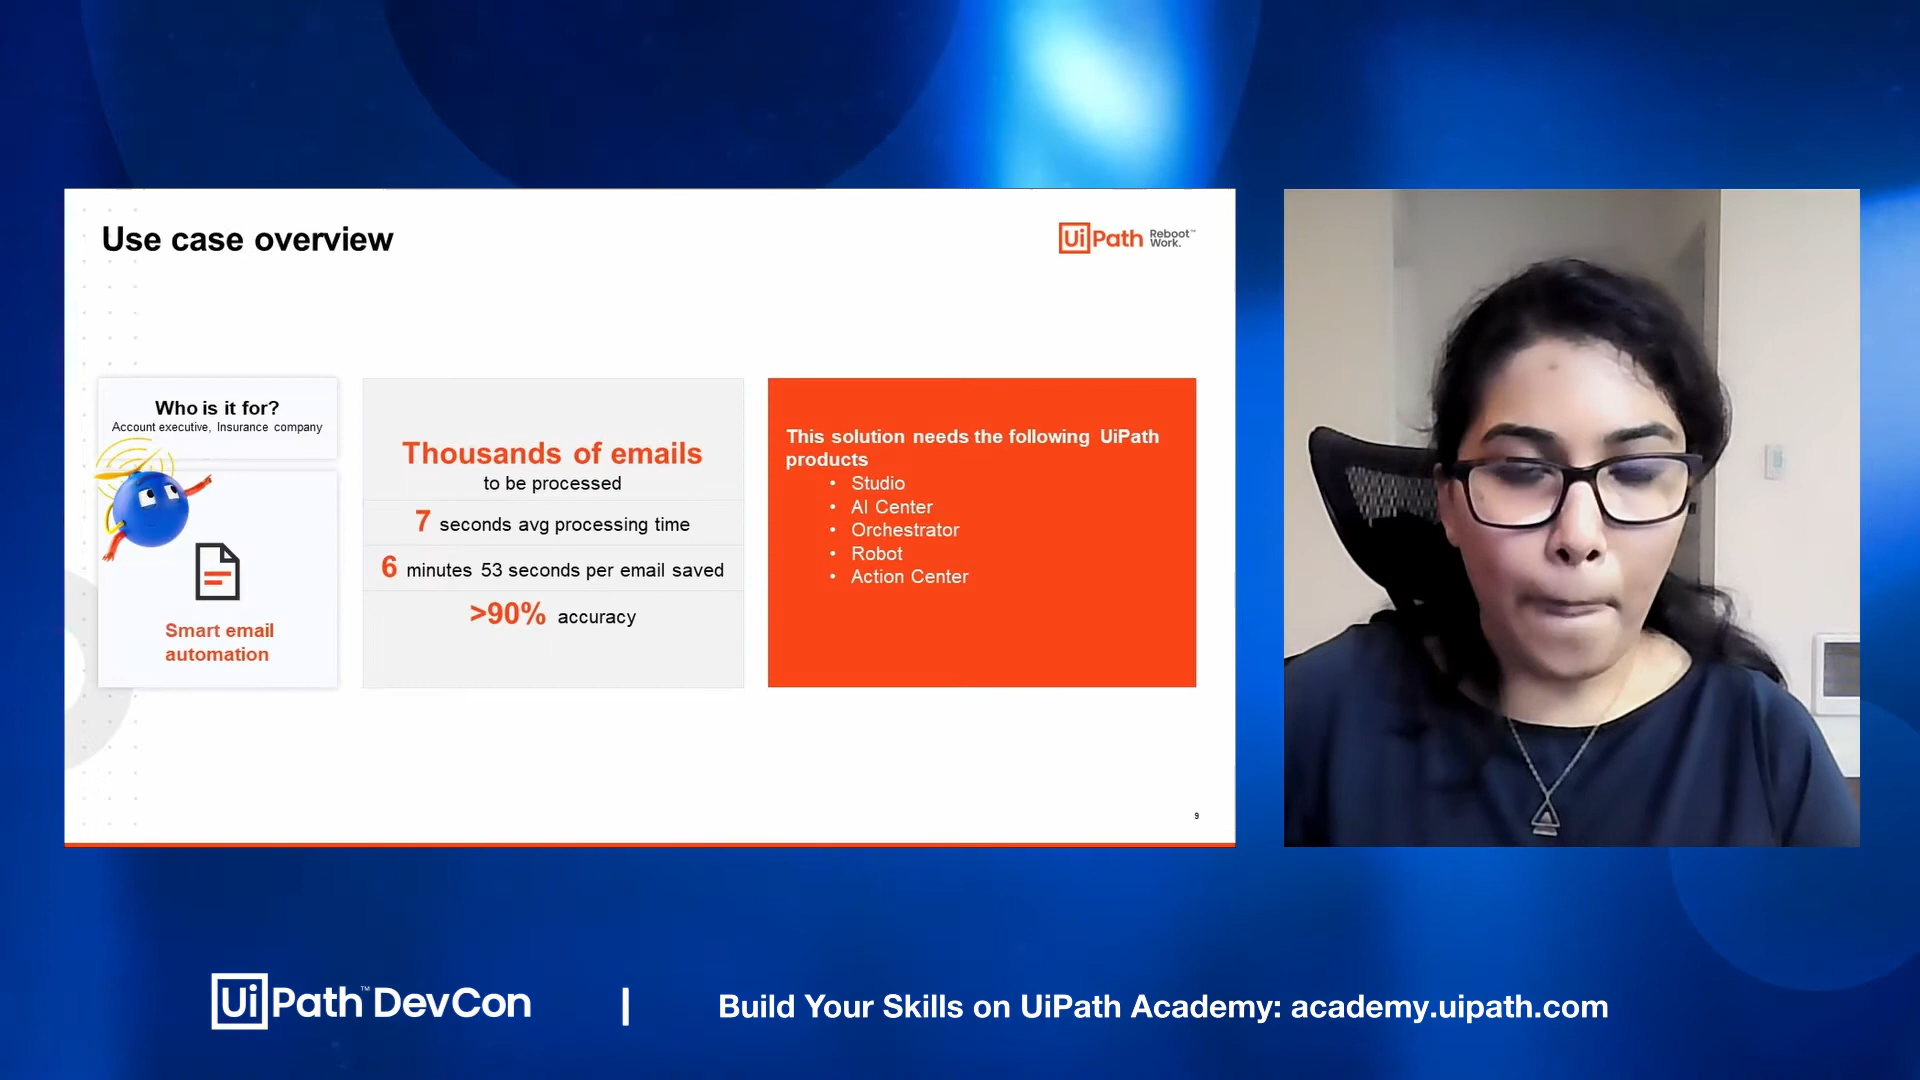 Use case overview
UiPath Reboot™
Work.
Who is it for?
Account executive, Insurance company
Smart email
automation
Thousands of emails
to be processed
7 seconds avg processing time
6 minutes 53 seconds per email saved
>90% accuracy
This solution needs the following UiPath
products
• Studio
• AI Center
• Orchestrator
• Robot
• Action Center
9
UiPath™ DevCon | Build Your Skills on UiPath Academy: academy.uipath.com